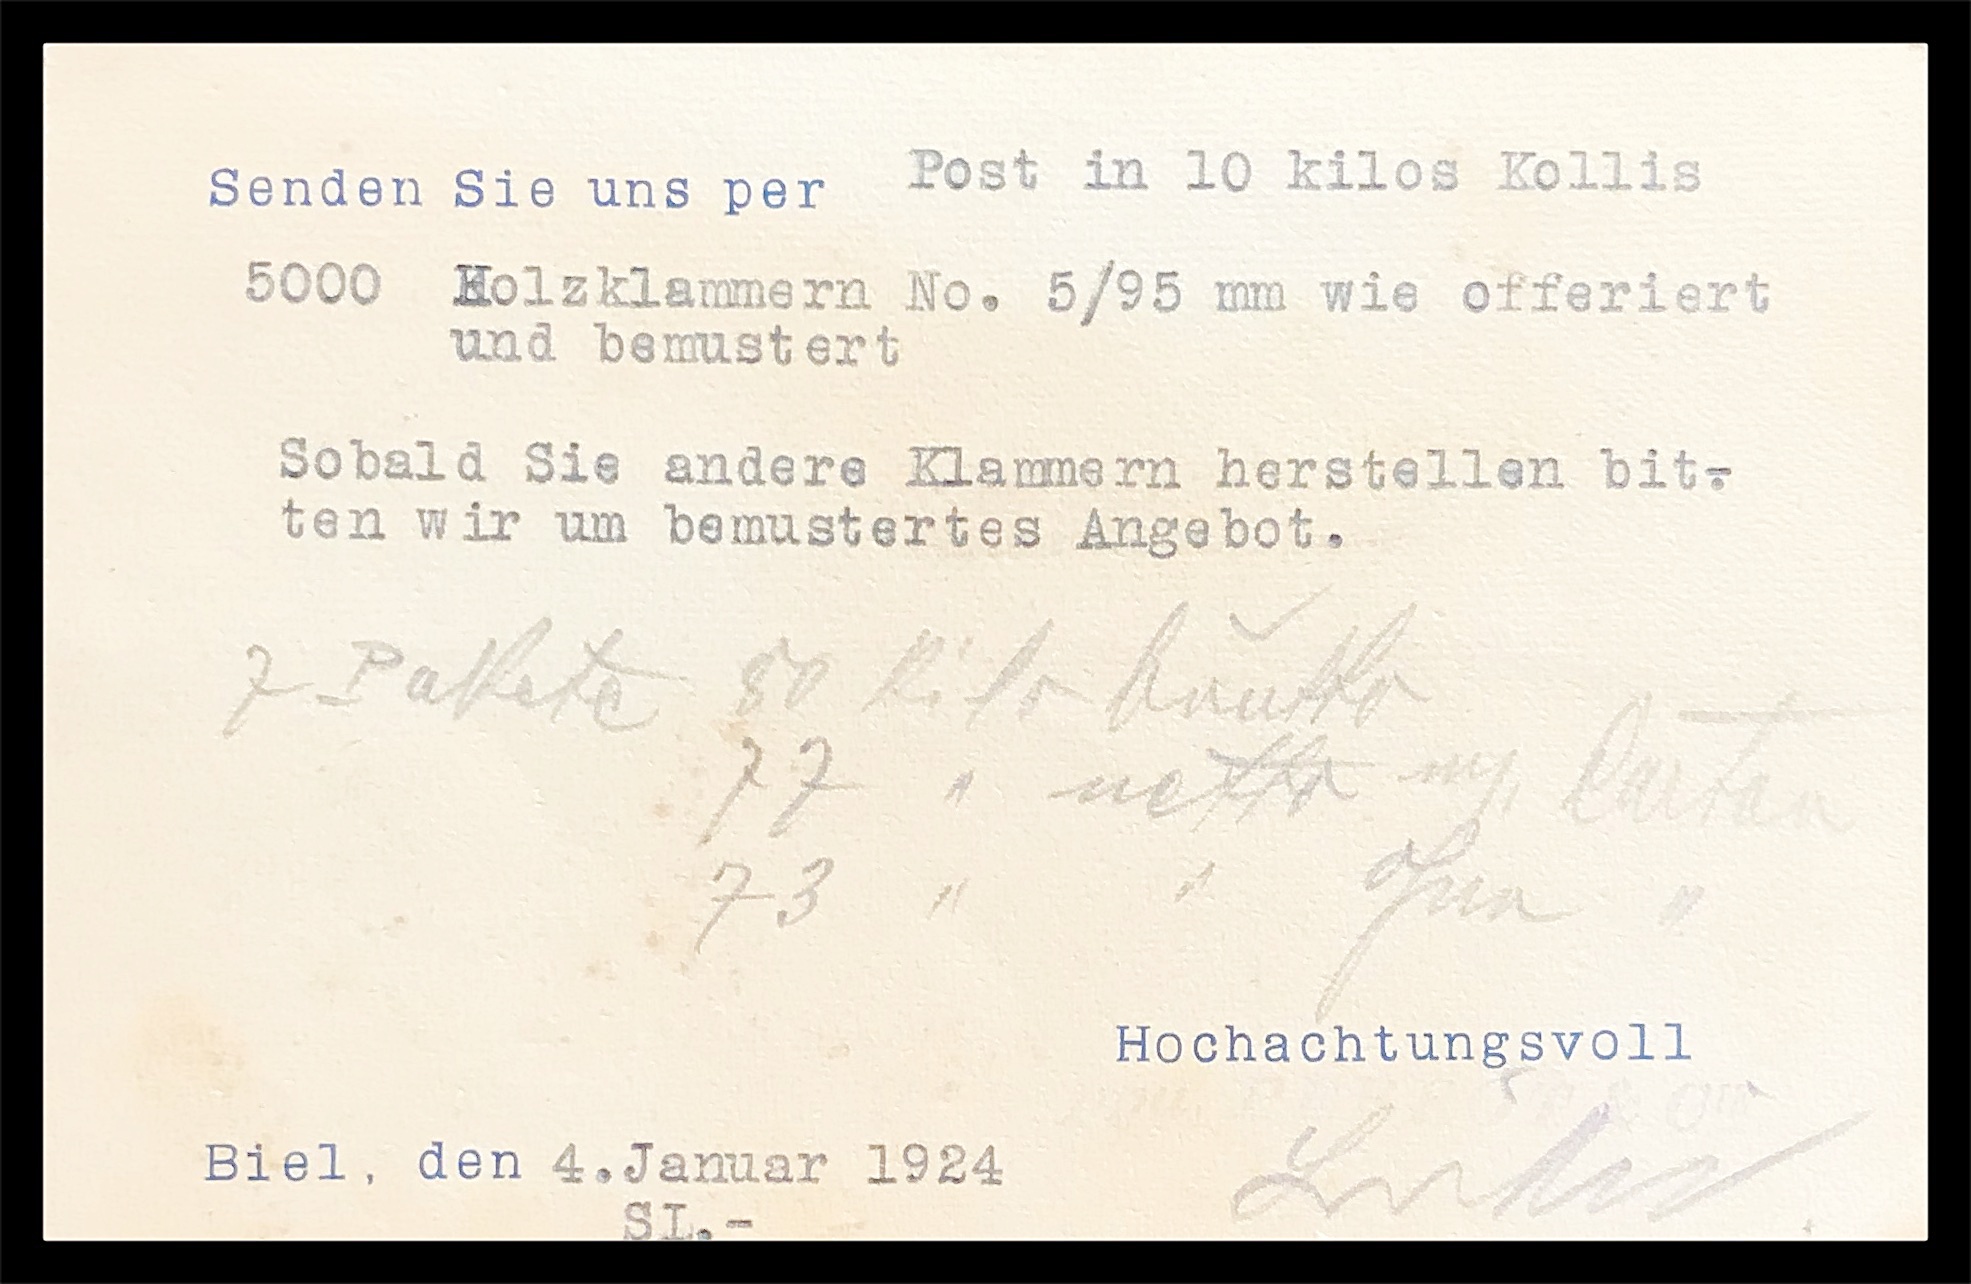 Senden Sie uns per Post in 10 kilos Kollis
5000 Holzklammern No. 5/95 mm wie offeriert
und bemustert
Sobald Sie andere Klammern herstellen bit-
ten wir um bemustertes Angebot.
7 Pakete 80 Kilo brutto
77 " netto
73 " "
Hochachtungsvoll
Biel, den 4.Januar 1924
SL.-